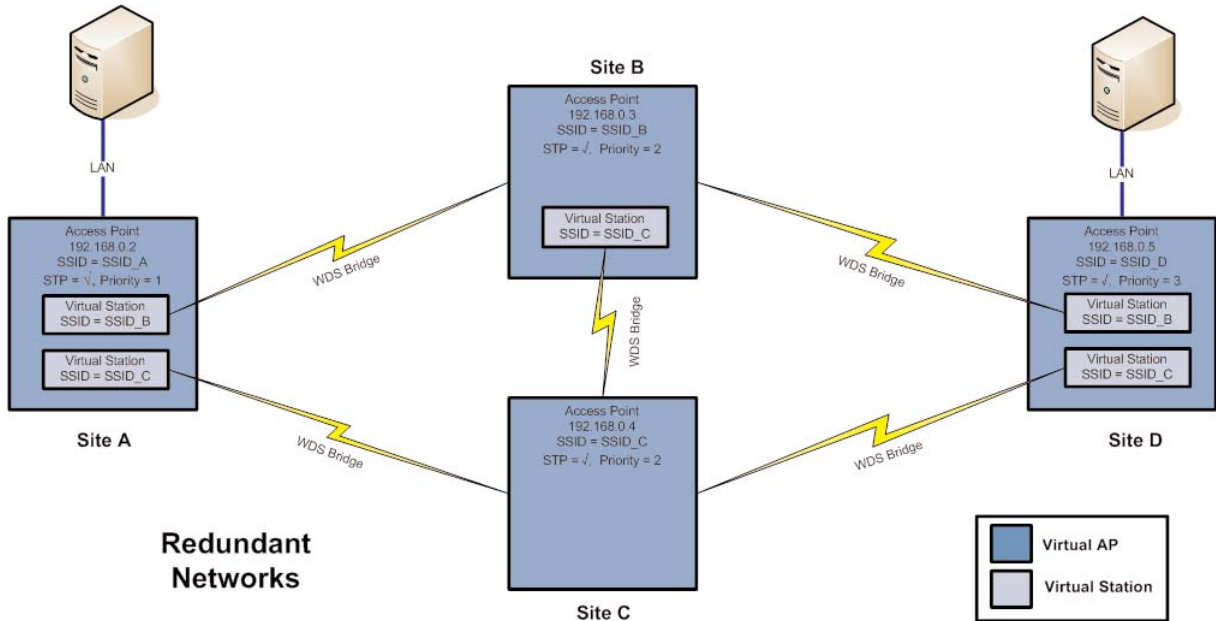 Site B
Access Point
192.168.0.3
SSID = SSID_B
STP = √, Priority = 2
Virtual Station
SSID = SSID_C
LAN
Access Point
192.168.0.2
SSID = SSID_A
STP = √, Priority = 1
Virtual Station
SSID = SSID_B
Virtual Station
SSID = SSID_C
Site A
WDS Bridge
WDS Bridge
WDS Bridge
WDS Bridge
WDS Bridge
LAN
Access Point
192.168.0.5
SSID = SSID_D
STP = √, Priority = 3
Virtual Station
SSID = SSID_B
Virtual Station
SSID = SSID_C
Site D
Access Point
192.168.0.4
SSID = SSID_C
STP = √, Priority = 2
Site C
Redundant
Networks
Virtual AP
Virtual Station